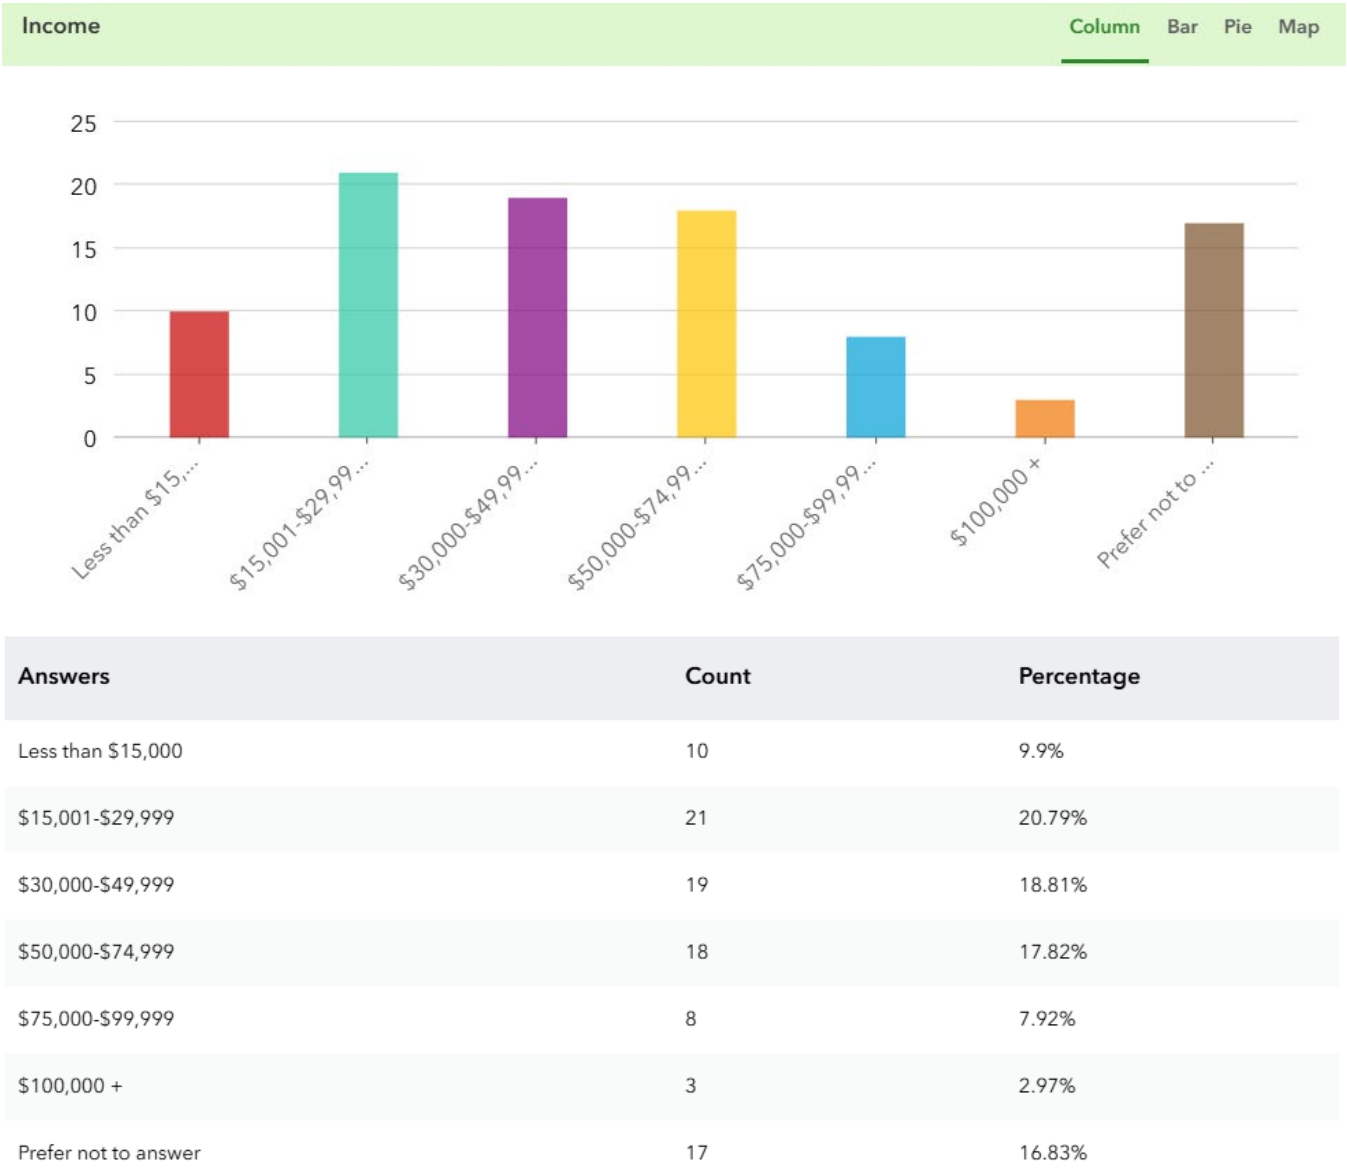 Income Column Bar Pie Map
25
20
15
10
5
0
Less than $15,...
$15,001-$29,99...
$30,000-$49,99...
$50,000-$74,99...
$75,000-$99,99...
$100,000 +
Prefer not to ...
Answers Count Percentage
Less than $15,000 10 9.9%
$15,001-$29,999 21 20.79%
$30,000-$49,999 19 18.81%
$50,000-$74,999 18 17.82%
$75,000-$99,999 8 7.92%
$100,000 + 3 2.97%
Prefer not to answer 17 16.83%